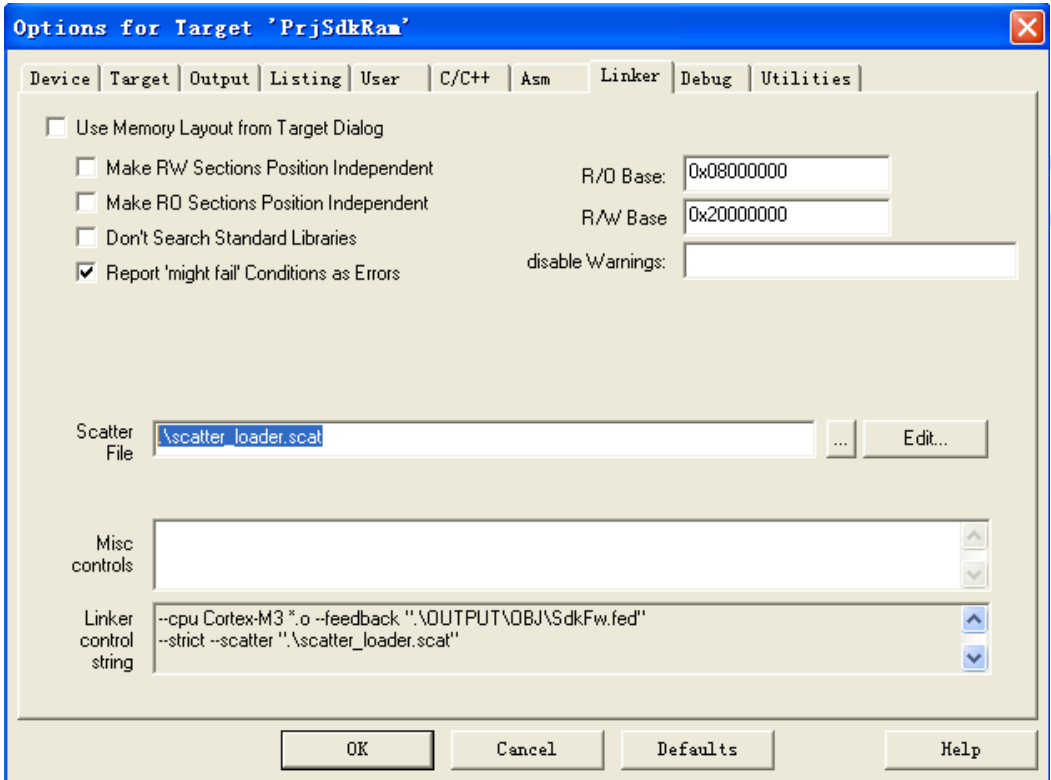 Options for Target 'PrjSdkRam'
Device Target Output Listing User C/C++ Asm Linker Debug Utilities
Use Memory Layout from Target Dialog
Make RW Sections Position Independent
R/O Base: 0x08000000
Make RO Sections Position Independent
R/W Base 0x20000000
Don't Search Standard Libraries
disable Warnings:
Report 'might fail' Conditions as Errors
Scatter
File
.\scatter_loader.scat
...
Edit...
Misc
controls
Linker
control
string
--cpu Cortex-M3 *.o --feedback ".\OUTPUT\OBJ\SdkFw.fed"
--strict --scatter ".\scatter_loader.scat"
OK Cancel Defaults Help